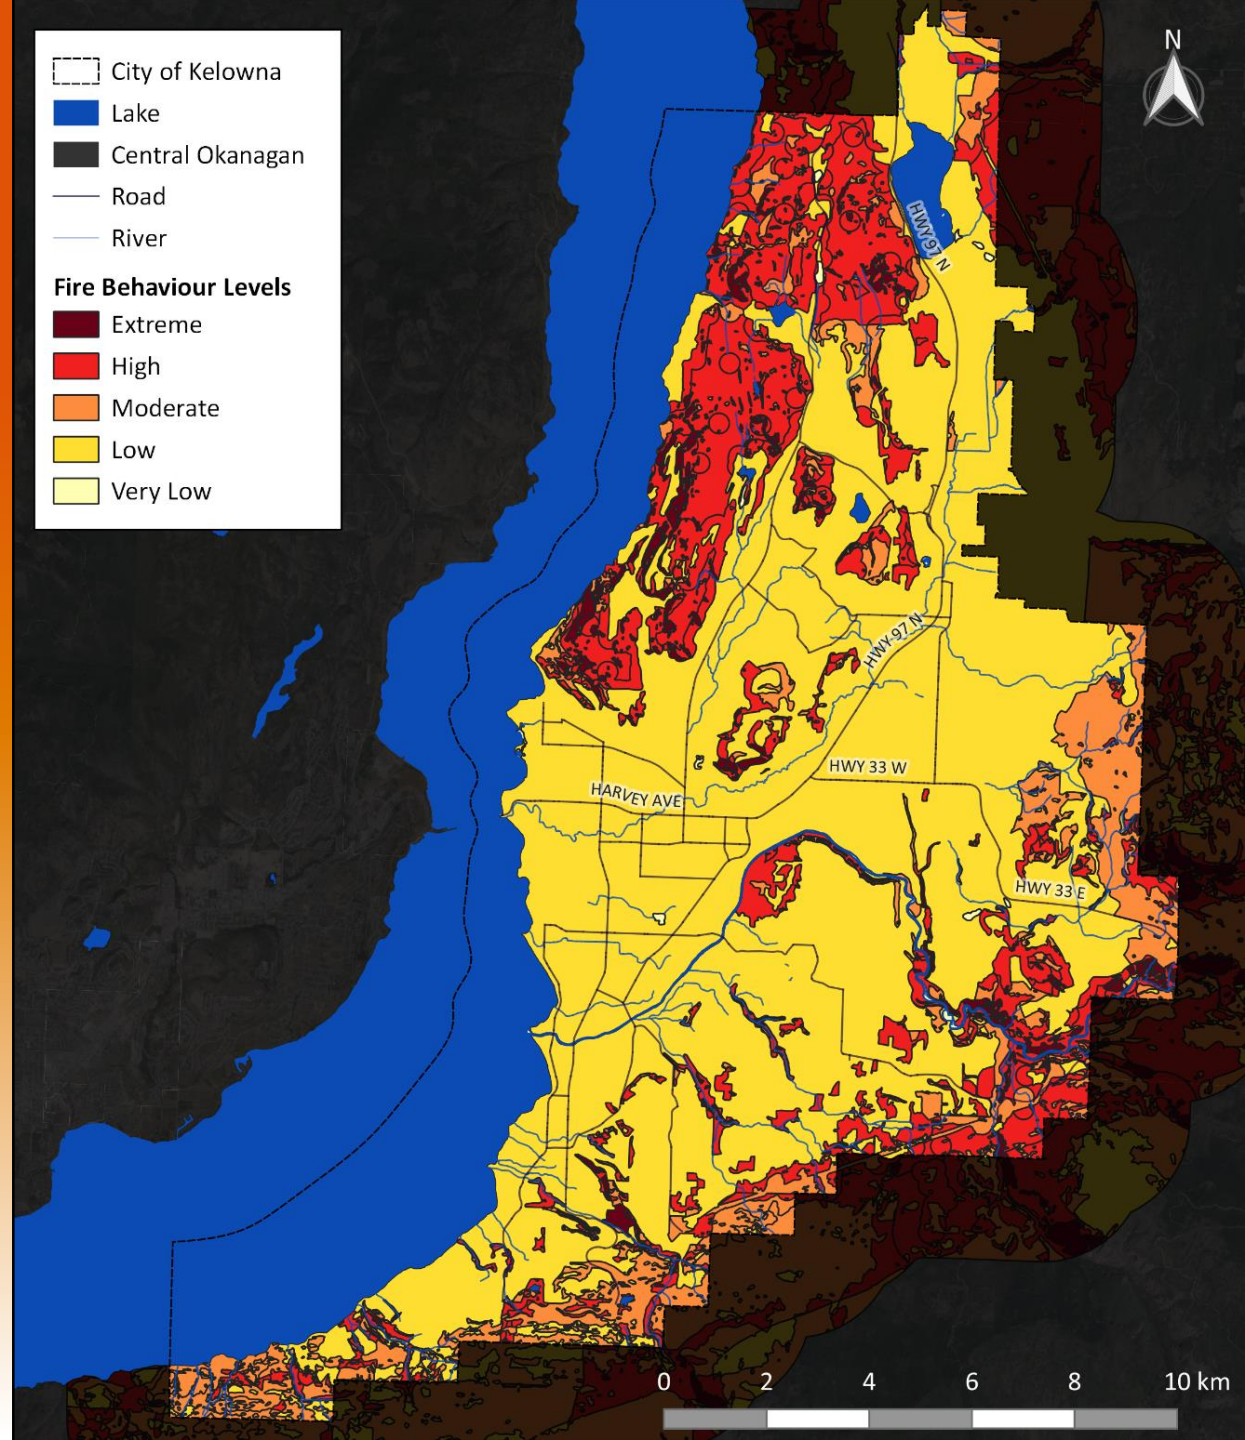 City of Kelowna
Lake
Central Okanagan
Road
River
Fire Behaviour Levels
Extreme
High
Moderate
Low
Very Low
N
HWY 97 N
HWY 97 N
HWY 33 W
HARVEY AVE
HWY 33 E
0 2 4 6 8 10 km